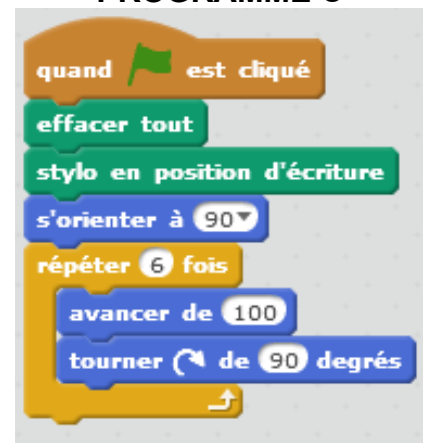 quand est cliqué
effacer tout
stylo en position d'écriture
s'orienter à 90
répéter 6 fois
avancer de 100
tourner de 90 degrés